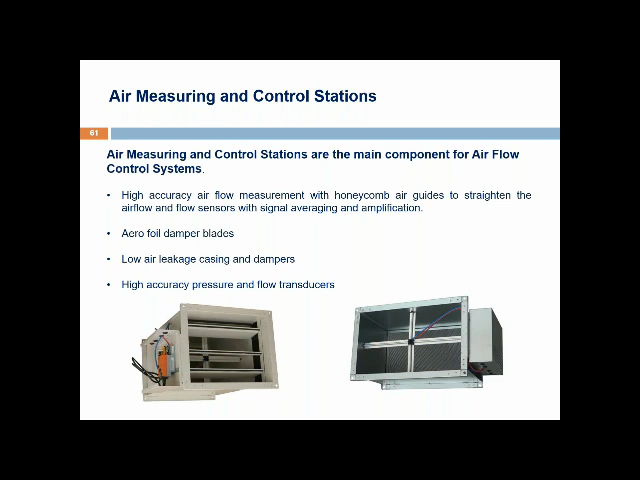 Air Measuring and Control Stations
61
Air Measuring and Control Stations are the main component for Air Flow
Control Systems.
• High accuracy air flow measurement with honeycomb air guides to straighten the
airflow and flow sensors with signal averaging and amplification.
• Aero foil damper blades
• Low air leakage casing and dampers
• High accuracy pressure and flow transducers